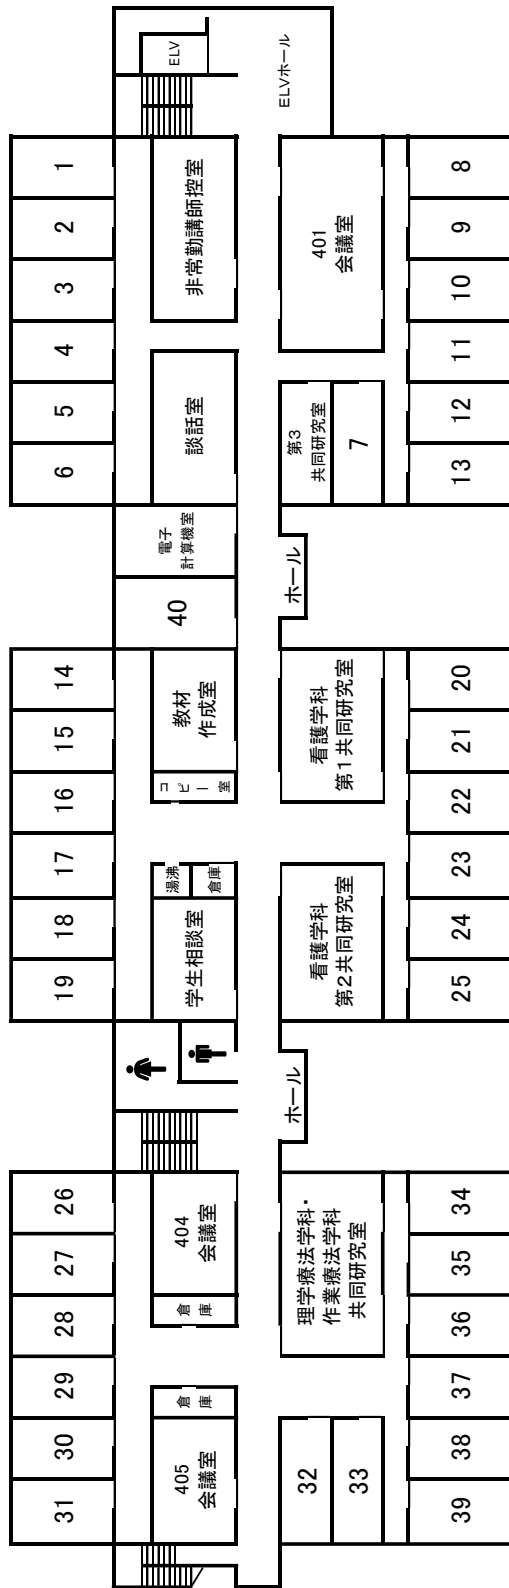 ELV
ELVホール
1
2
3
4
5
6
非常勤講師控室
談話室
401
会議室
第3
共同研究室
7
8
9
10
11
12
13
電子
計算機室
40
ホール
14
15
16
17
18
19
教材
作成室
コピー室
湯沸
倉庫
学生相談室
看護学科
第1共同研究室
看護学科
第2共同研究室
20
21
22
23
24
25
ホール
26
27
28
29
30
31
404
会議室
倉庫
倉庫
405
会議室
理学療法学科・
作業療法学科
共同研究室
32
33
34
35
36
37
38
39